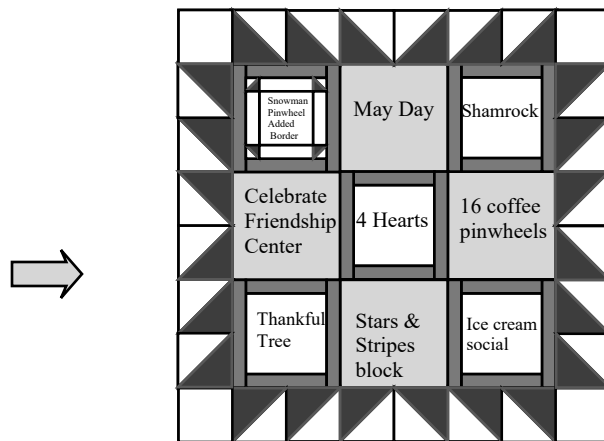 Snowman
Pinwheel
Added
Border
May Day
Shamrock
Celebrate
Friendship
Center
4 Hearts
16 coffee
pinwheels
Thankful
Tree
Stars &
Stripes
block
Ice cream
social